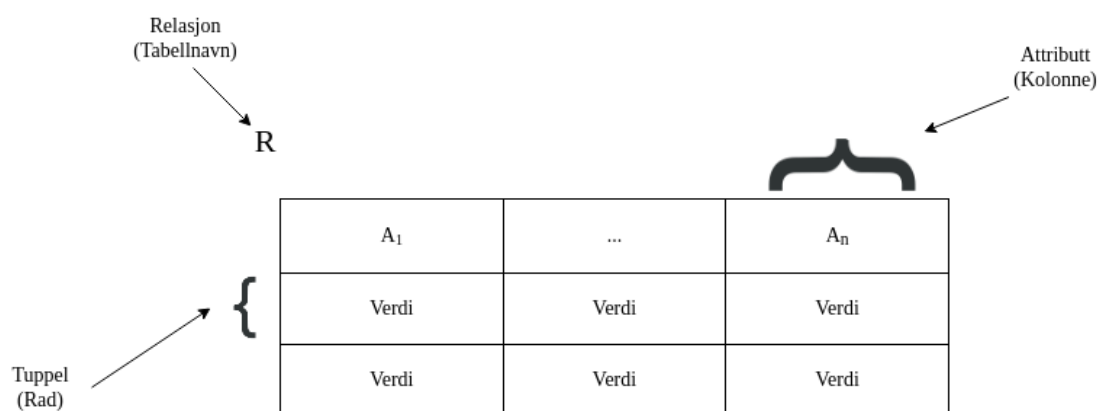 Relasjon
(Tabellnavn)
Attributt
(Kolonne)
R
A₁ ... Aₙ
Verdi Verdi Verdi
Verdi Verdi Verdi
Tuppel
(Rad)